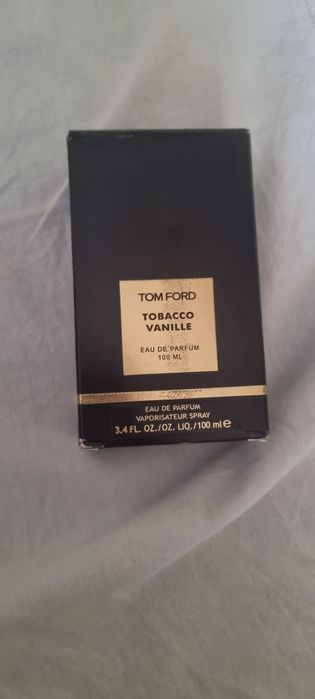 TOM FORD
TOBACCO
VANILLE
EAU DE PARFUM
100 ML
EAU DE PARFUM
VAPORISATEUR SPRAY
3.4 FL. OZ./OZ. LIQ./100 ml e